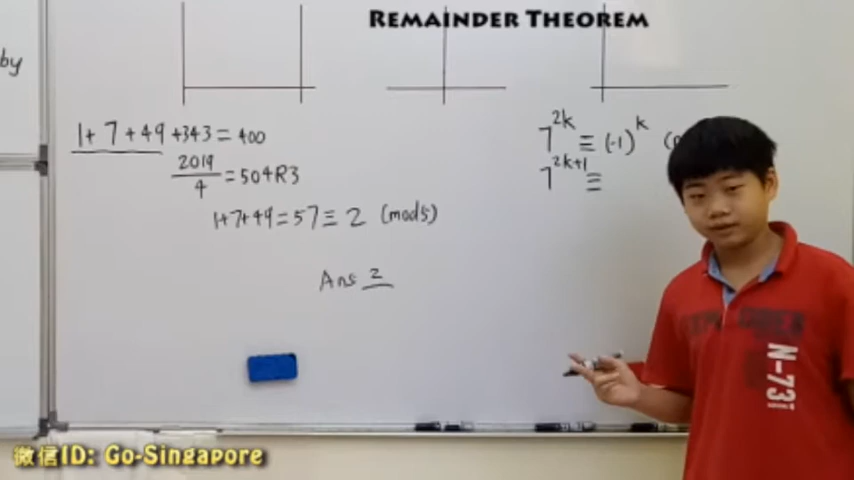 REMAINDER THEOREM
by
1+7+49+343=400
2019/4=504R3
1+7+49=57≡2 (mod5)
Ans 2
7^2k≡(-1)^k
7^2k+1≡
N-73
微信ID: Go-Singapore